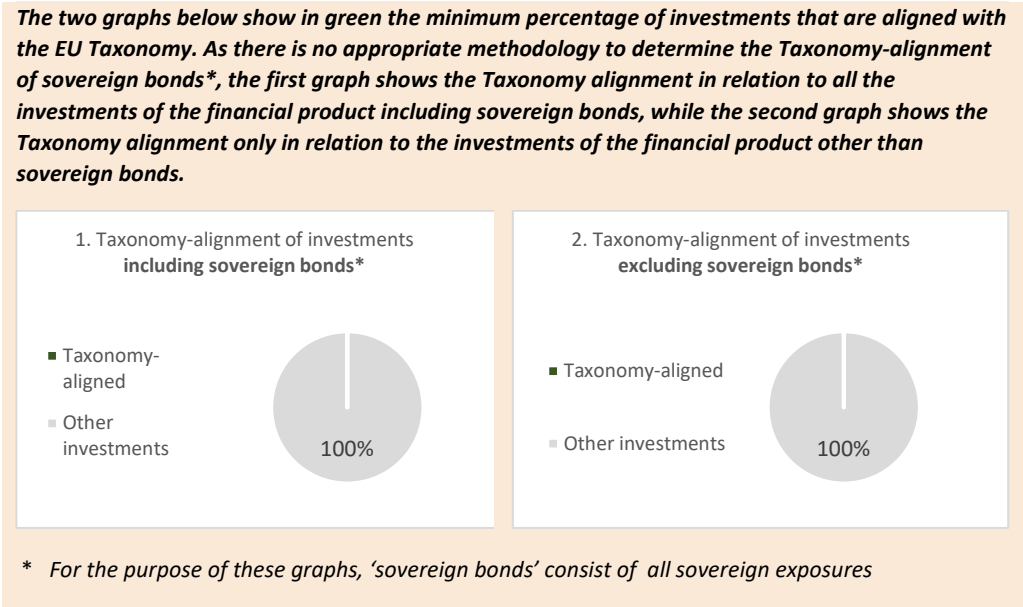 The two graphs below show in green the minimum percentage of investments that are aligned with
the EU Taxonomy. As there is no appropriate methodology to determine the Taxonomy-alignment
of sovereign bonds*, the first graph shows the Taxonomy alignment in relation to all the
investments of the financial product including sovereign bonds, while the second graph shows the
Taxonomy alignment only in relation to the investments of the financial product other than
sovereign bonds.
1. Taxonomy-alignment of investments
including sovereign bonds*
Taxonomy-
aligned
Other
investments
100%
2. Taxonomy-alignment of investments
excluding sovereign bonds*
Taxonomy-aligned
Other investments
100%
* For the purpose of these graphs, ‘sovereign bonds’ consist of all sovereign exposures